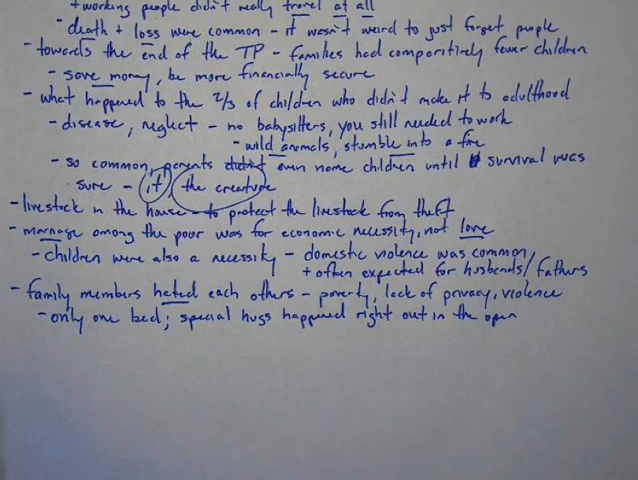 + working people didn't really travel at all
- death + loss were common - it wasn't weird to just forget people
- towards the end of the TP - families had comparitively fewer children
- save money, be more financially secure
- what happened to the 2/3 of children who didn't make it to adulthood
- disease, neglect - no babysitters, you still needed to work
- wild animals, stumble into a fire
- so common, parents didn't even name children until survival was
sure - it, the creature
- livestock in the house - to protect the livestock from theft
- marriage among the poor was for economic necessity, not love
- children were also a necessity - domestic violence was common,
+ often expected for husbands/fathers
- family members hated each others - poverty, lack of privacy, violence
- only one bed; special hugs happened right out in the open